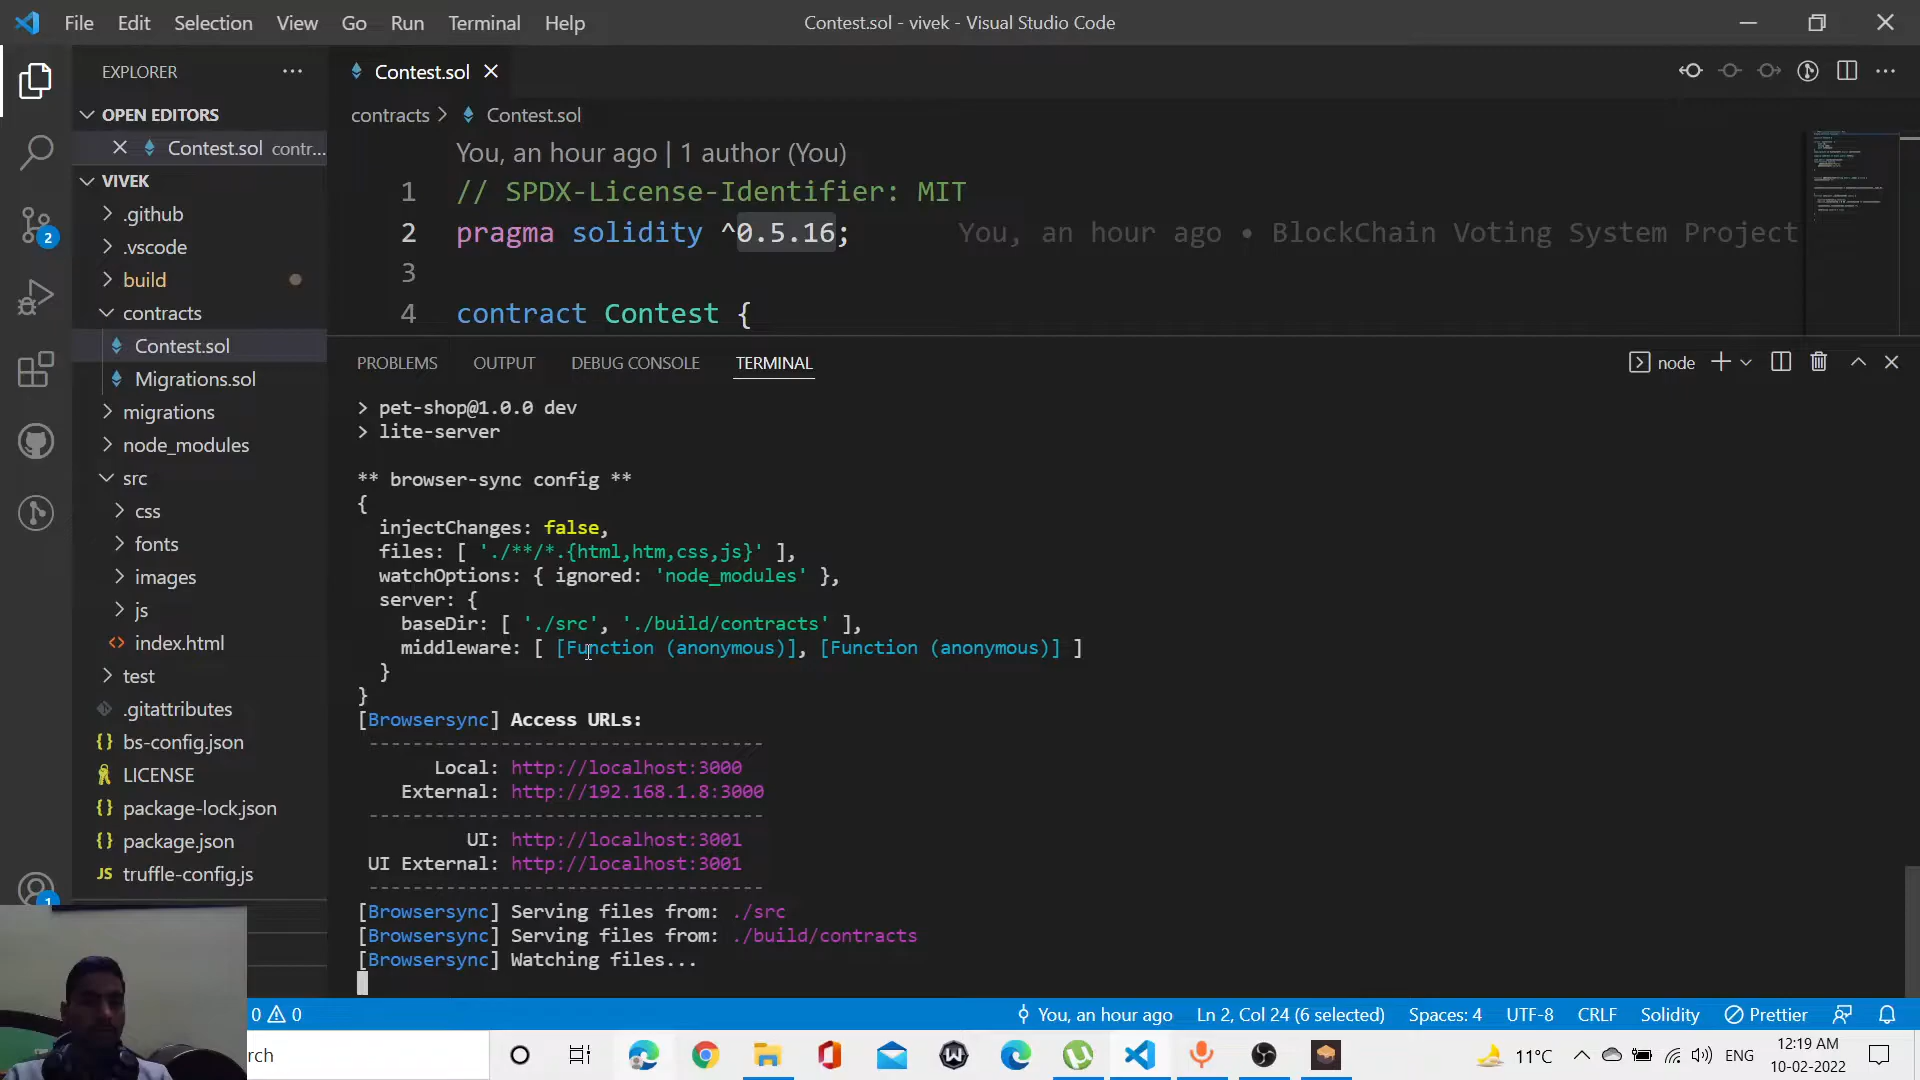 File Edit Selection View Go Run Terminal Help
Contest.sol - vivek - Visual Studio Code
EXPLORER
OPEN EDITORS
Contest.sol contr...
VIVEK
.github
.vscode
build
contracts
Contest.sol
Migrations.sol
migrations
node_modules
src
css
fonts
images
js
index.html
test
.gitattributes
bs-config.json
LICENSE
package-lock.json
package.json
truffle-config.js
2
1
Contest.sol
contracts > Contest.sol
You, an hour ago | 1 author (You)
1 // SPDX-License-Identifier: MIT
2 pragma solidity ^0.5.16; You, an hour ago • BlockChain Voting System Project
3
4 contract Contest {
PROBLEMS OUTPUT DEBUG CONSOLE TERMINAL
node
> pet-shop@1.0.0 dev
> lite-server
** browser-sync config **
{
injectChanges: false,
files: [ './**/*.{html,htm,css,js}' ],
watchOptions: { ignored: 'node_modules' },
server: {
baseDir: [ './src', './build/contracts' ],
middleware: [ [Function (anonymous)], [Function (anonymous)] ]
}
}
[Browsersync] Access URLs:
-----------------------------------
Local: http://localhost:3000
External: http://192.168.1.8:3000
-----------------------------------
UI: http://localhost:3001
UI External: http://localhost:3001
-----------------------------------
[Browsersync] Serving files from: ./src
[Browsersync] Serving files from: ./build/contracts
[Browsersync] Watching files...
0 0
You, an hour ago Ln 2, Col 24 (6 selected) Spaces: 4 UTF-8 CRLF Solidity Prettier
rch
11°C
ENG
12:19 AM
10-02-2022